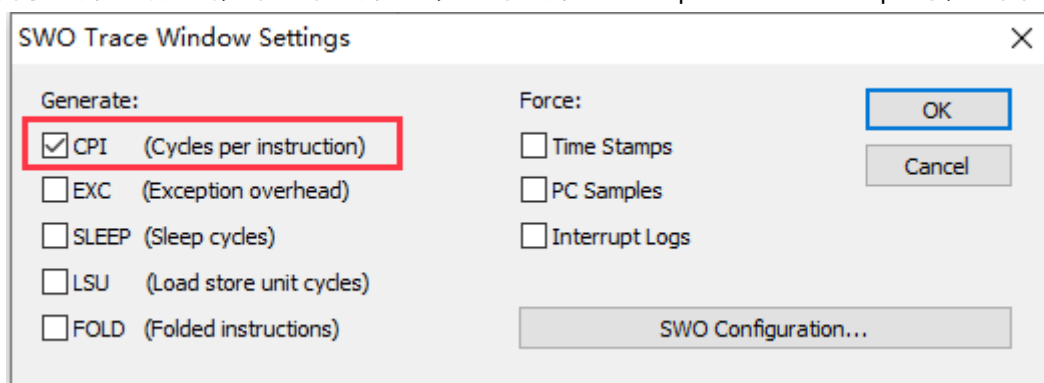 SWO Trace Window Settings
Generate:
CPI (Cycles per instruction)
EXC (Exception overhead)
SLEEP (Sleep cycles)
LSU (Load store unit cycles)
FOLD (Folded instructions)
Force:
Time Stamps
PC Samples
Interrupt Logs
SWO Configuration...
OK
Cancel